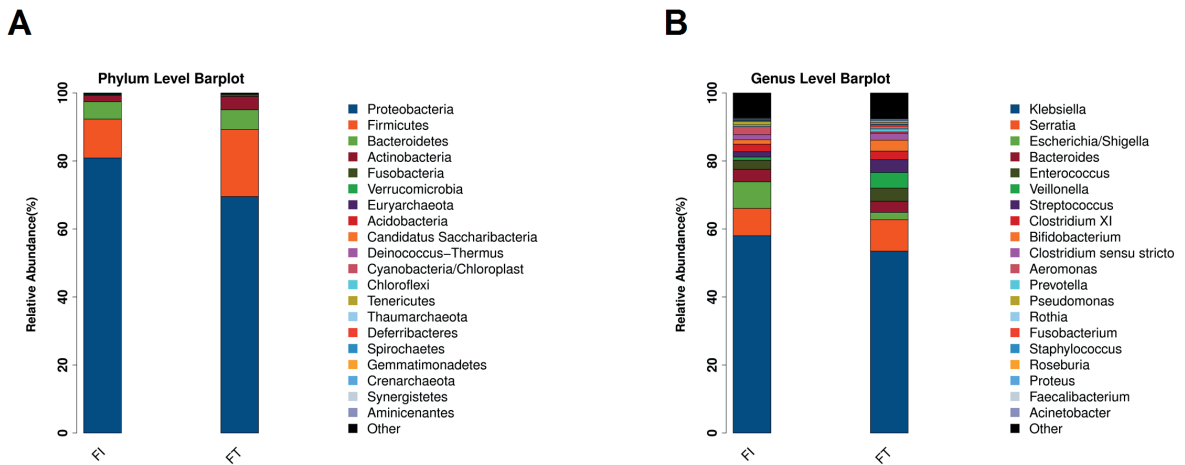 A
Phylum Level Barplot
Relative Abundance(%)
100
80
60
40
20
0
FI
FT
Proteobacteria
Firmicutes
Bacteroidetes
Actinobacteria
Fusobacteria
Verrucomicrobia
Euryarchaeota
Acidobacteria
Candidatus Saccharibacteria
Deinococcus−Thermus
Cyanobacteria/Chloroplast
Chloroflexi
Tenericutes
Thaumarchaeota
Deferribacteres
Spirochaetes
Gemmatimonadetes
Crenarchaeota
Synergistetes
Aminicenantes
Other
B
Genus Level Barplot
Relative Abundance(%)
100
80
60
40
20
0
FI
FT
Klebsiella
Serratia
Escherichia/Shigella
Bacteroides
Enterococcus
Veillonella
Streptococcus
Clostridium XI
Bifidobacterium
Clostridium sensu stricto
Aeromonas
Prevotella
Pseudomonas
Rothia
Fusobacterium
Staphylococcus
Roseburia
Proteus
Faecalibacterium
Acinetobacter
Other